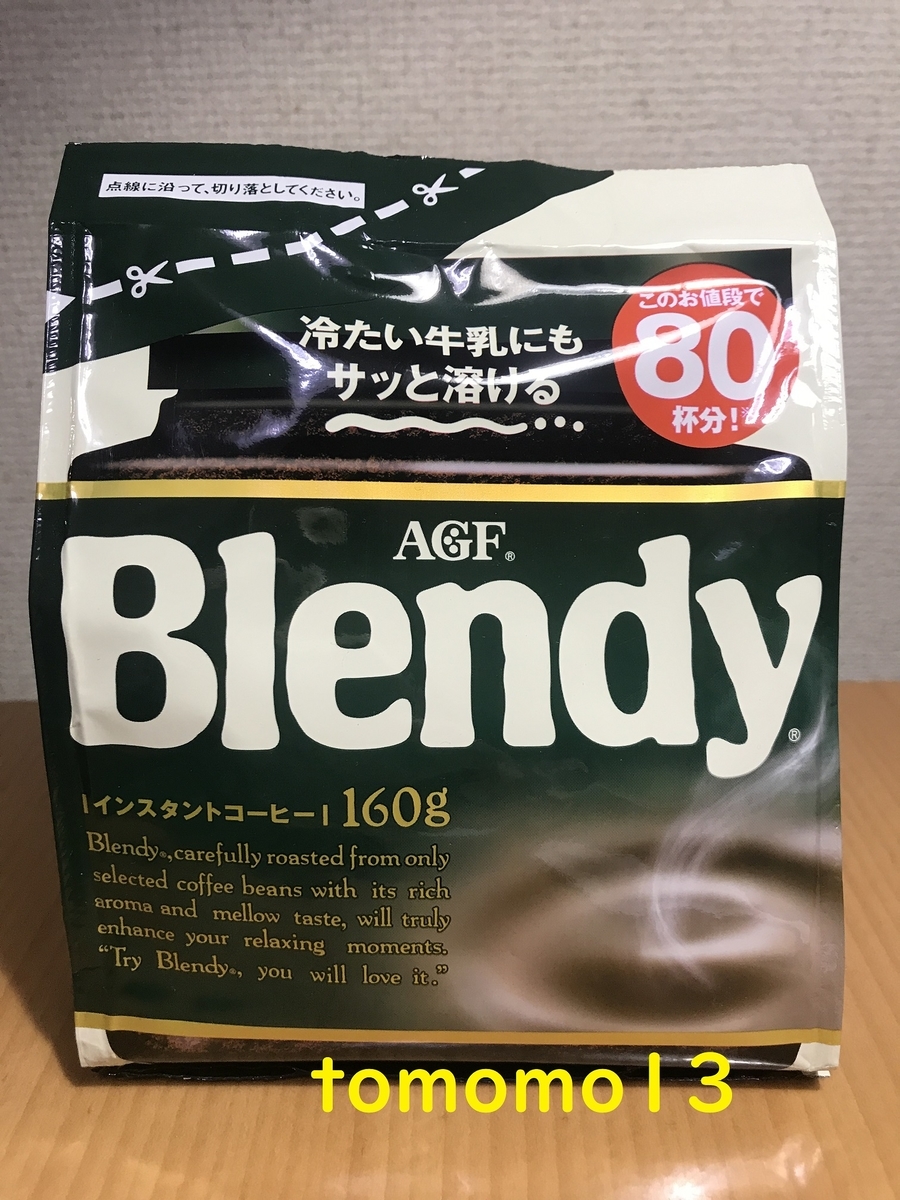 点線に沿って、切り落としてください。
冷たい牛乳にも
サッと溶ける
このお値段で
80
杯分!※
AGF®
Blendy®
インスタントコーヒー 160g
Blendy®, carefully roasted from only
selected coffee beans with its rich
aroma and mellow taste, will truly
enhance your relaxing moments.
“Try Blendy®, you will love it.”
tomomo13